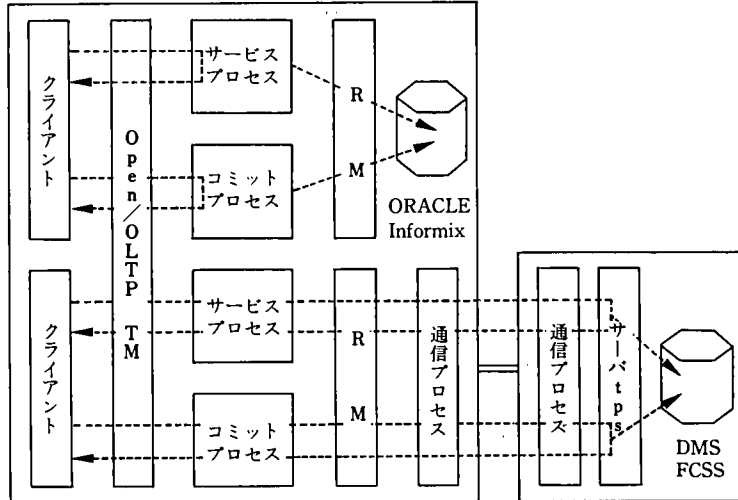 クライアント
Open/OLTP TM
サービス
プロセス
コミット
プロセス
R
M
ORACLE
Informix
クライアント
サービス
プロセス
コミット
プロセス
R
M
通信プロセス
通信プロセス
サーバtps
DMS
FCSS